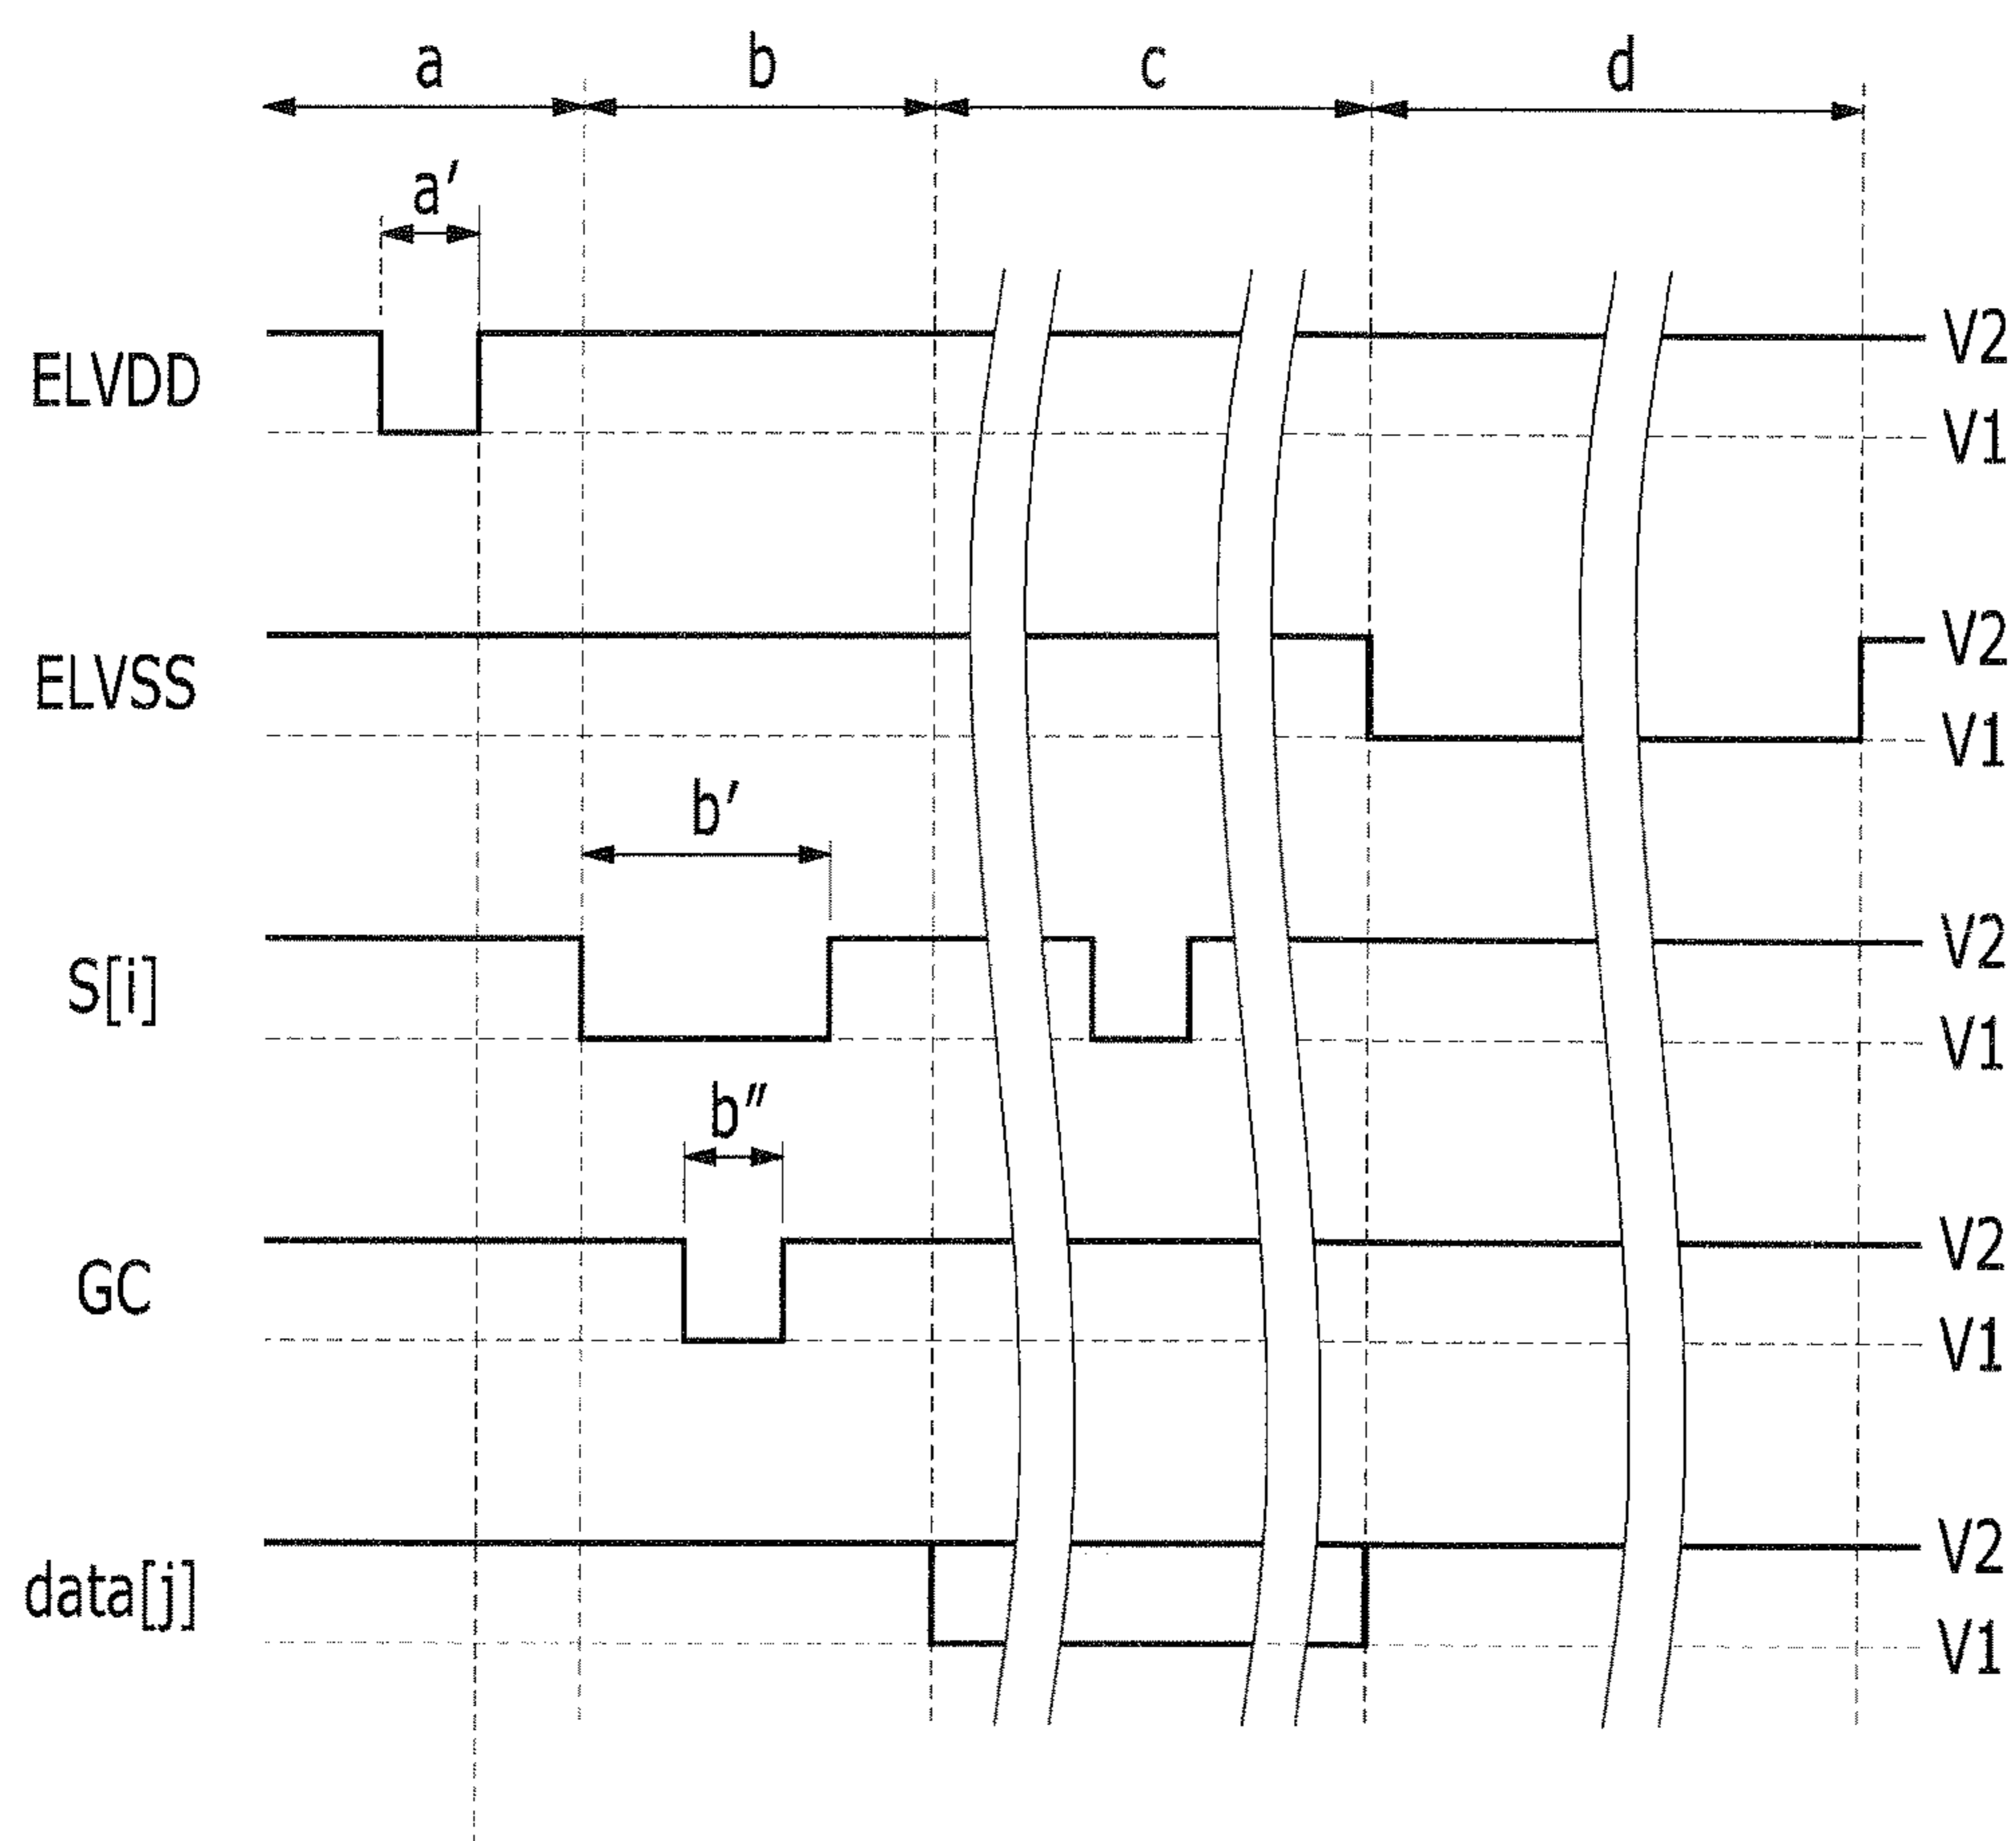 a b c d
a'
ELVDD V2
V1
ELVSS V2
V1
b'
S[i] V2
V1
b"
GC V2
V1
data[j] V2
V1